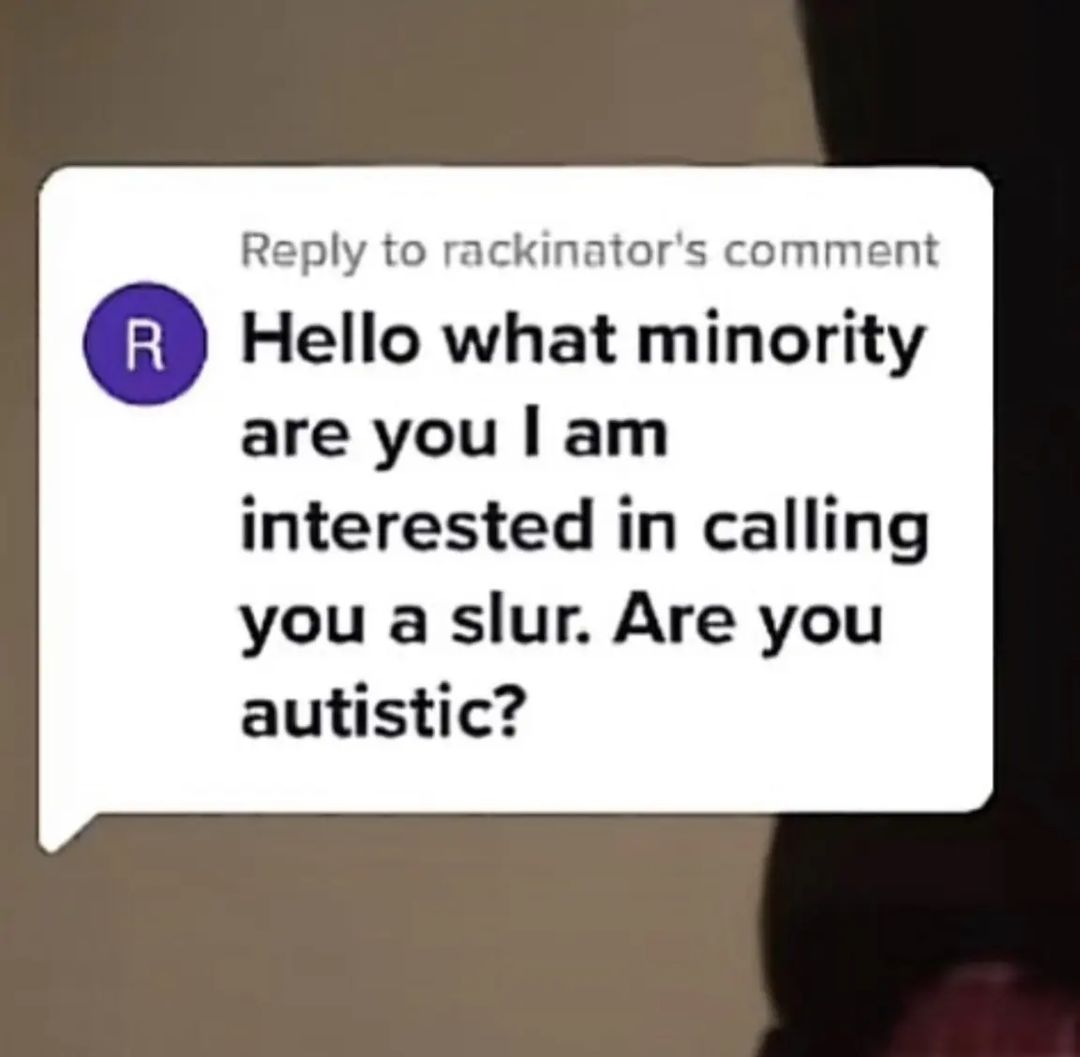 Reply to rackinator's comment
R
Hello what minority
are you I am
interested in calling
you a slur. Are you
autistic?